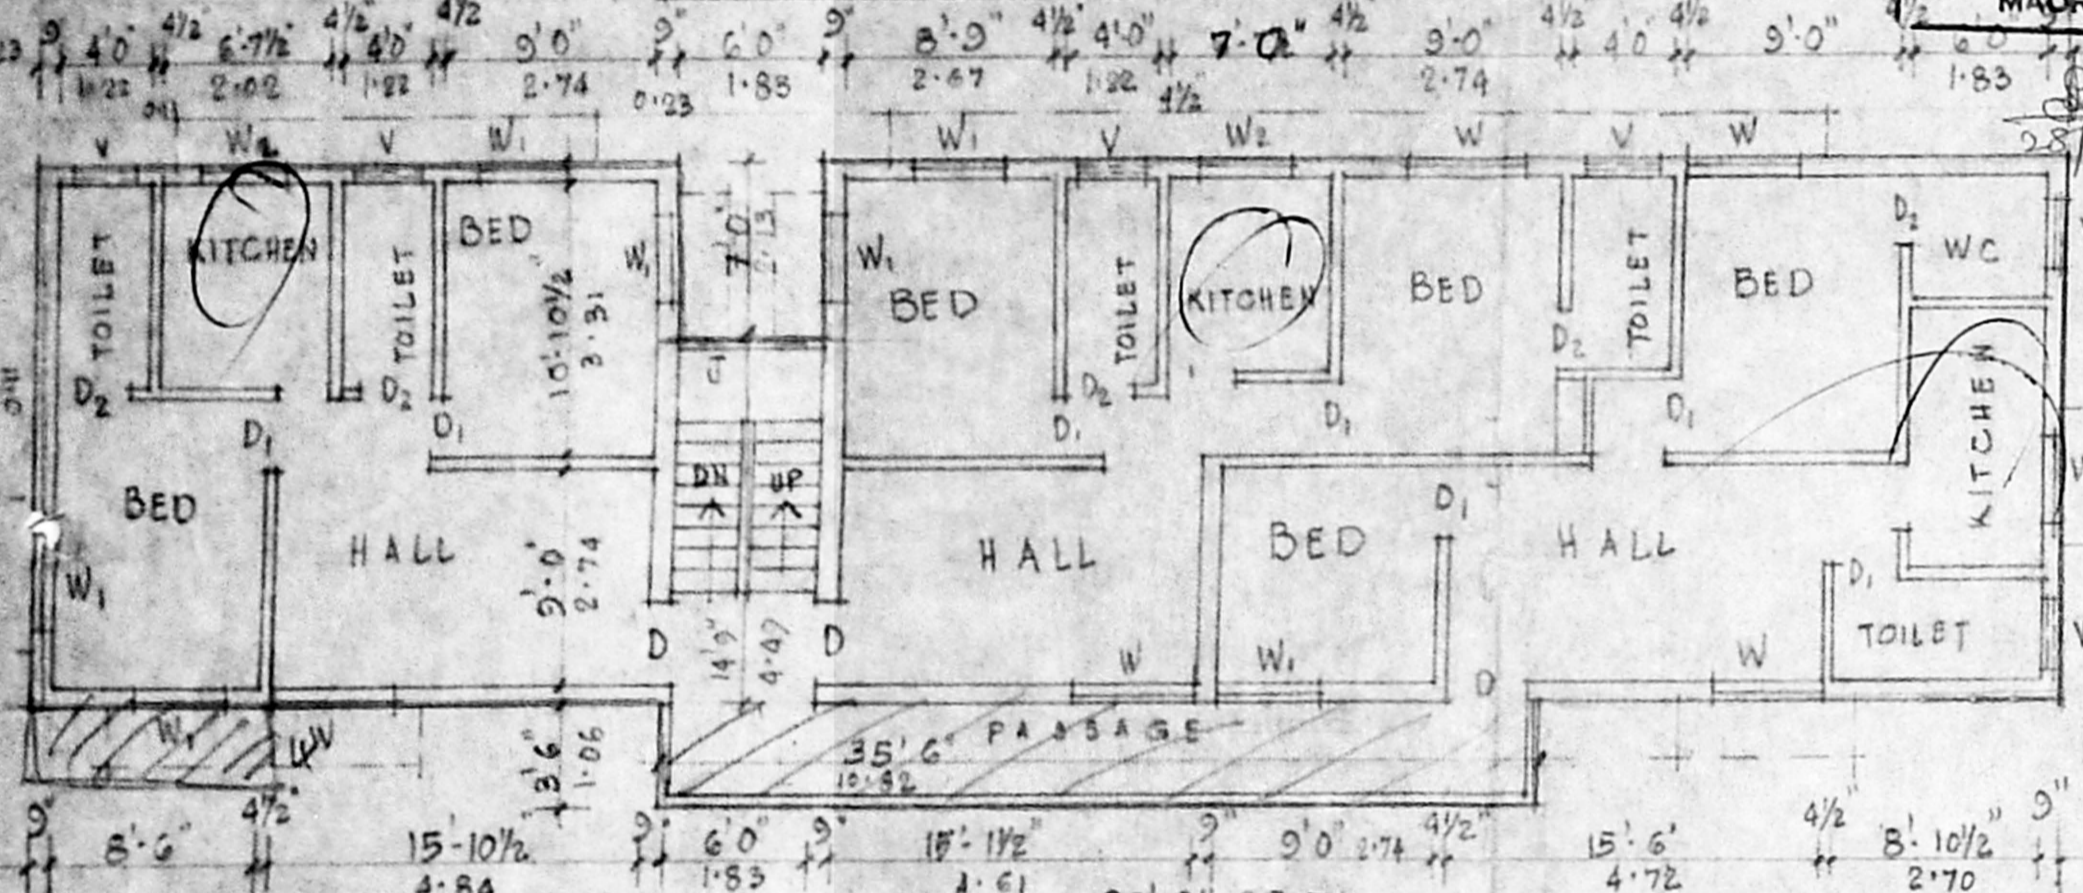 9" 4'0" 4½ 6'-7½" 4½" 4'0" 4½ 9'0" 9" 6'0" 9" 8'-9" 4½" 4'0" 7'-0" 4½" 9'-0" 4½" 4'0" 4½" 9'-0" 4½" 6'0"
1.22 2.02 1.22 2.74 0.23 1.83 2.67 1.22 4½" 2.74 1.83
V W2 V W1 W1 V W2 W V W
TOILET KITCHEN TOILET BED W1 7'0" W1 BED TOILET KITCHEN BED TOILET BED D2 WC
2.13
10'-10½"
3.31
D2 D2 D2 D2 KITCHEN
D1 D1 D1 D1 D1
DN UP
BED HALL HALL BED D1 HALL
9'-0"
2.74
W1 D1
D 14'9" D W W1 D W TOILET
4.47
W1 PASSAGE
3'6" 35'6"
1.06 10.82
9" 8'-6" 4½" 15'-10½" 9" 6'0" 9" 15'-1½" 9" 9'0" 2.74 4½" 15'-6' 4½" 8'-10½" 9"
4.84 1.83 4.61 4.72 2.70